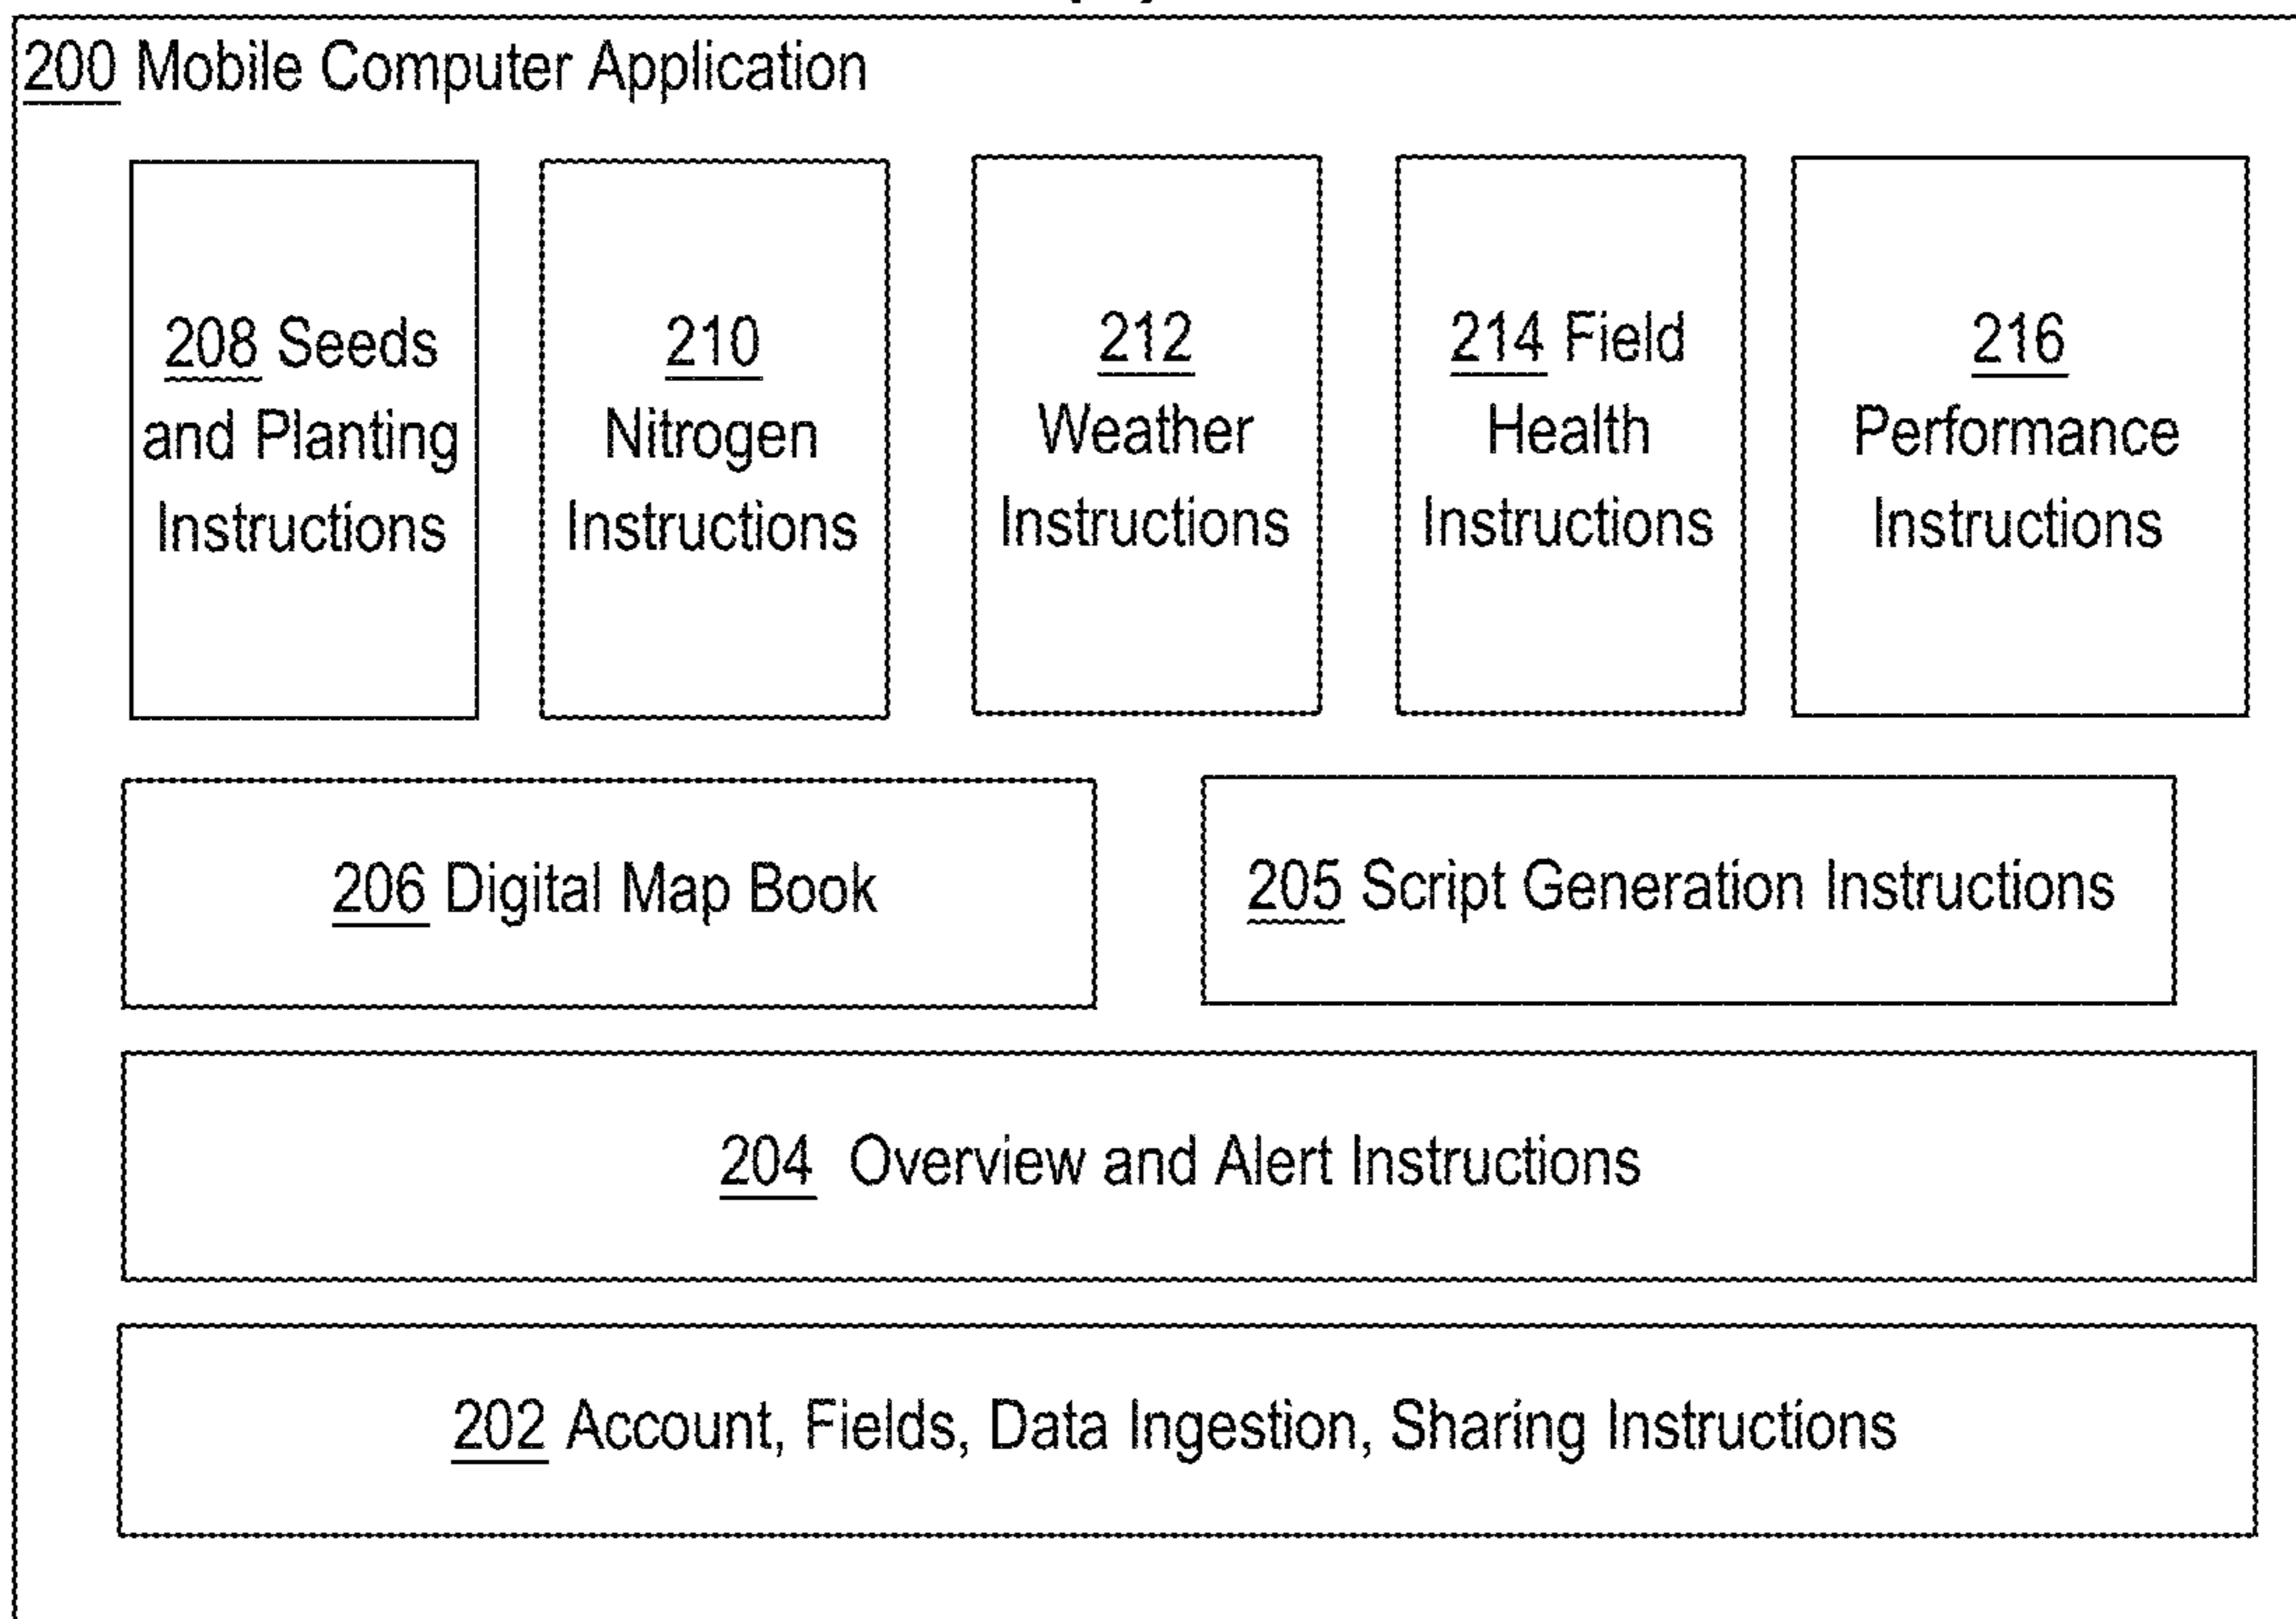 200 Mobile Computer Application
208 Seeds
and Planting
Instructions
210
Nitrogen
Instructions
212
Weather
Instructions
214 Field
Health
Instructions
216
Performance
Instructions
206 Digital Map Book
205 Script Generation Instructions
204 Overview and Alert Instructions
202 Account, Fields, Data Ingestion, Sharing Instructions